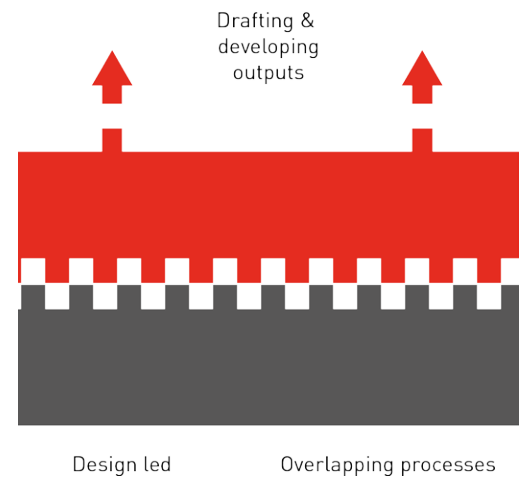 Drafting &
developing
outputs
Design led
Overlapping processes